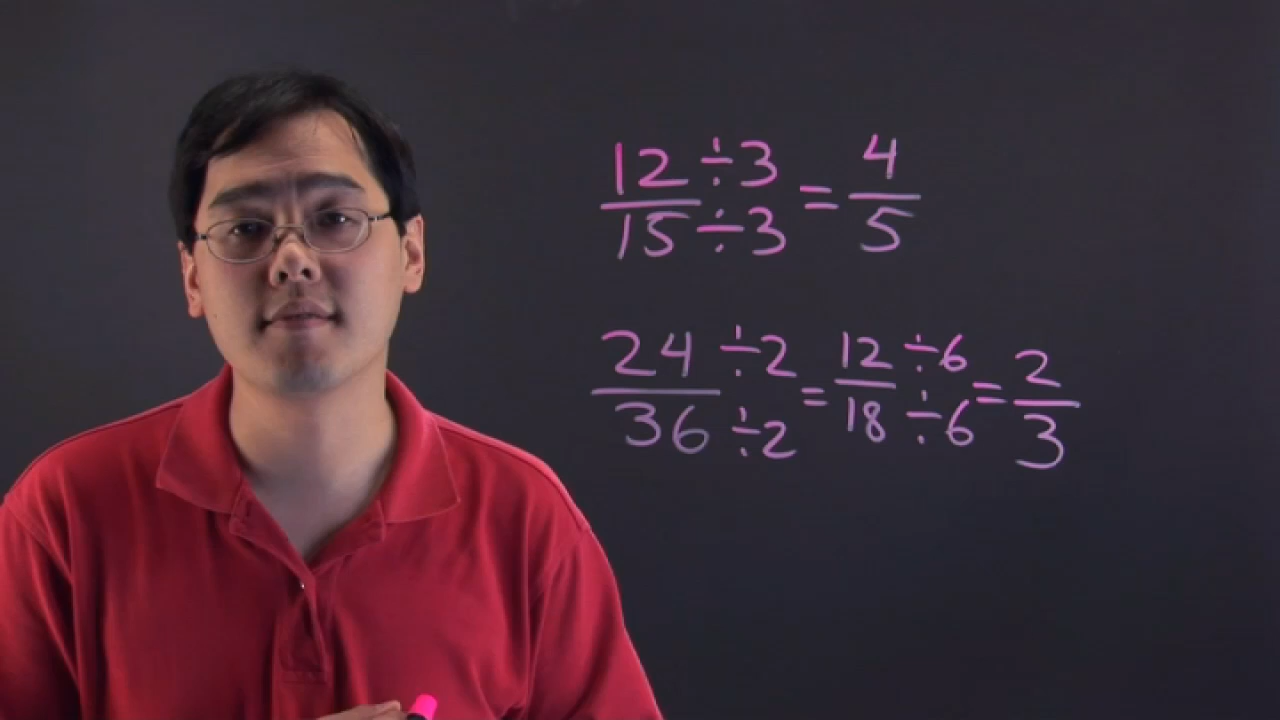 12 ÷3 / 15 ÷3 = 4/5
24 ÷2 / 36 ÷2 = 12 ÷6 / 18 ÷6 = 2/3